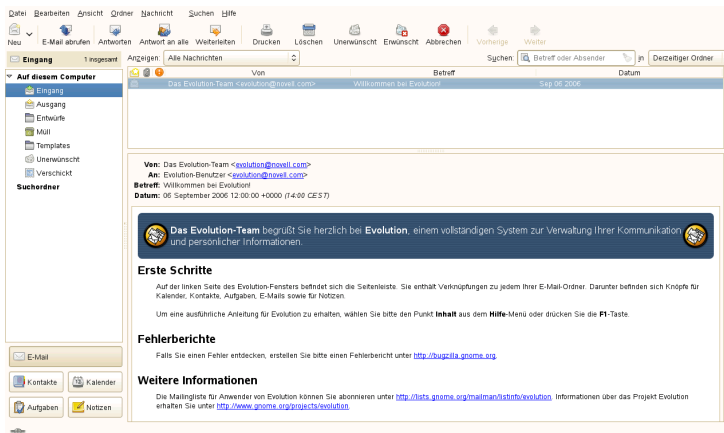 Datei Bearbeiten Ansicht Ordner Nachricht Suchen Hilfe
Neu E-Mail abrufen Antworten Antwort an alle Weiterleiten Drucken Löschen Unerwünscht Erwünscht Abbrechen Vorherige Weiter
Eingang 1 insgesamt
Anzeigen: Alle Nachrichten Suchen: Betreff oder Absender in Derzeitiger Ordner
Auf diesem Computer
Eingang
Ausgang
Entwürfe
Müll
Templates
Unerwünscht
Verschickt
Suchordner
Von Betreff Datum
Das Evolution-Team <evolution@novell.com> Willkommen bei Evolution! Sep 06 2006
Von: Das Evolution-Team <evolution@novell.com>
An: Evolution-Benutzer <evolution@novell.com>
Betreff: Willkommen bei Evolution!
Datum: 06 September 2006 12:00:00 +0000 (14:00 CEST)
Das Evolution-Team begrüßt Sie herzlich bei Evolution, einem vollständigen System zur Verwaltung Ihrer Kommunikation
und persönlicher Informationen.
Erste Schritte
Auf der linken Seite des Evolution-Fensters befindet sich die Seitenleiste. Sie enthält Verknüpfungen zu jedem Ihrer E-Mail-Ordner. Darunter befinden sich Knöpfe für
Kalender, Kontakte, Aufgaben, E-Mails sowie für Notizen.
Um eine ausführliche Anleitung für Evolution zu erhalten, wählen Sie bitte den Punkt Inhalt aus dem Hilfe-Menü oder drücken Sie die F1-Taste.
Fehlerberichte
Falls Sie einen Fehler entdecken, erstellen Sie bitte einen Fehlerbericht unter http://bugzilla.gnome.org.
Weitere Informationen
Die Mailingliste für Anwender von Evolution können Sie abonnieren unter http://lists.gnome.org/mailman/listinfo/evolution. Informationen über das Projekt Evolution
erhalten Sie unter http://www.gnome.org/projects/evolution.
E-Mail
Kontakte Kalender
Aufgaben Notizen